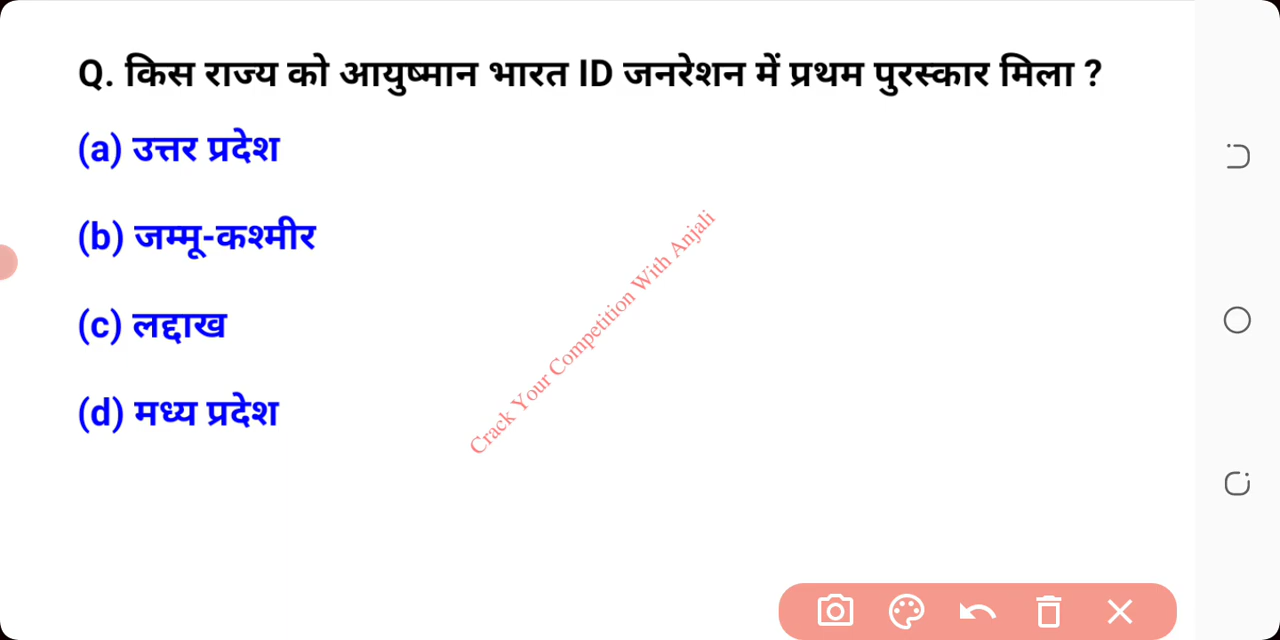 Q. किस राज्य को आयुष्मान भारत ID जनरेशन में प्रथम पुरस्कार मिला ?
(a) उत्तर प्रदेश
(b) जम्मू-कश्मीर
(c) लद्दाख
(d) मध्य प्रदेश
Crack Your Competition With Anjali